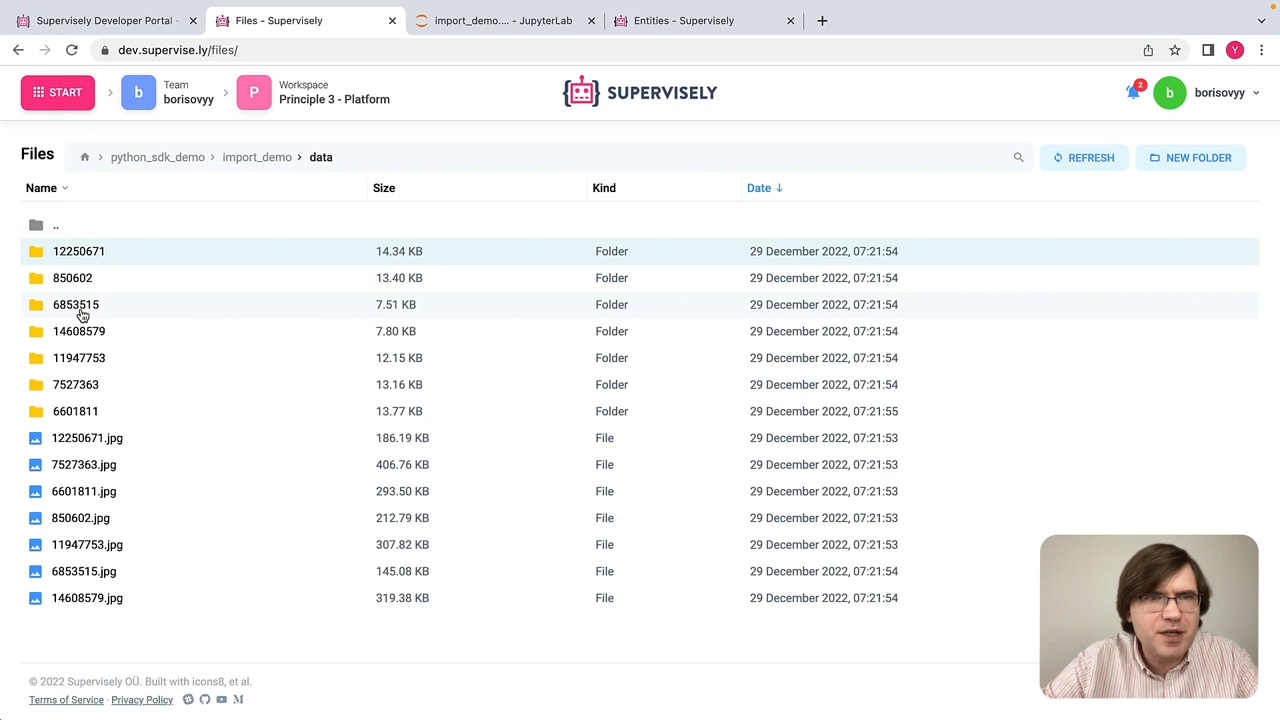 Supervisely Developer Portal -
Files - Supervisely
import_demo.... - JupyterLab
Entities - Supervisely
dev.supervise.ly/files/
Y
START
b
Team
borisovyy
P
Workspace
Principle 3 - Platform
SUPERVISELY
2
b
borisovyy
Files
python_sdk_demo
import_demo
data
REFRESH
NEW FOLDER
Name Size Kind Date
..
12250671 14.34 KB Folder 29 December 2022, 07:21:54
850602 13.40 KB Folder 29 December 2022, 07:21:54
6853515 7.51 KB Folder 29 December 2022, 07:21:54
14608579 7.80 KB Folder 29 December 2022, 07:21:54
11947753 12.15 KB Folder 29 December 2022, 07:21:54
7527363 13.16 KB Folder 29 December 2022, 07:21:54
6601811 13.77 KB Folder 29 December 2022, 07:21:55
12250671.jpg 186.19 KB File 29 December 2022, 07:21:53
7527363.jpg 406.76 KB File 29 December 2022, 07:21:53
6601811.jpg 293.50 KB File 29 December 2022, 07:21:53
850602.jpg 212.79 KB File 29 December 2022, 07:21:53
11947753.jpg 307.82 KB File 29 December 2022, 07:21:53
6853515.jpg 145.08 KB File 29 December 2022, 07:21:54
14608579.jpg 319.38 KB File 29 December 2022, 07:21:54
© 2022 Supervisely OÜ. Built with icons8, et al.
Terms of Service · Privacy Policy